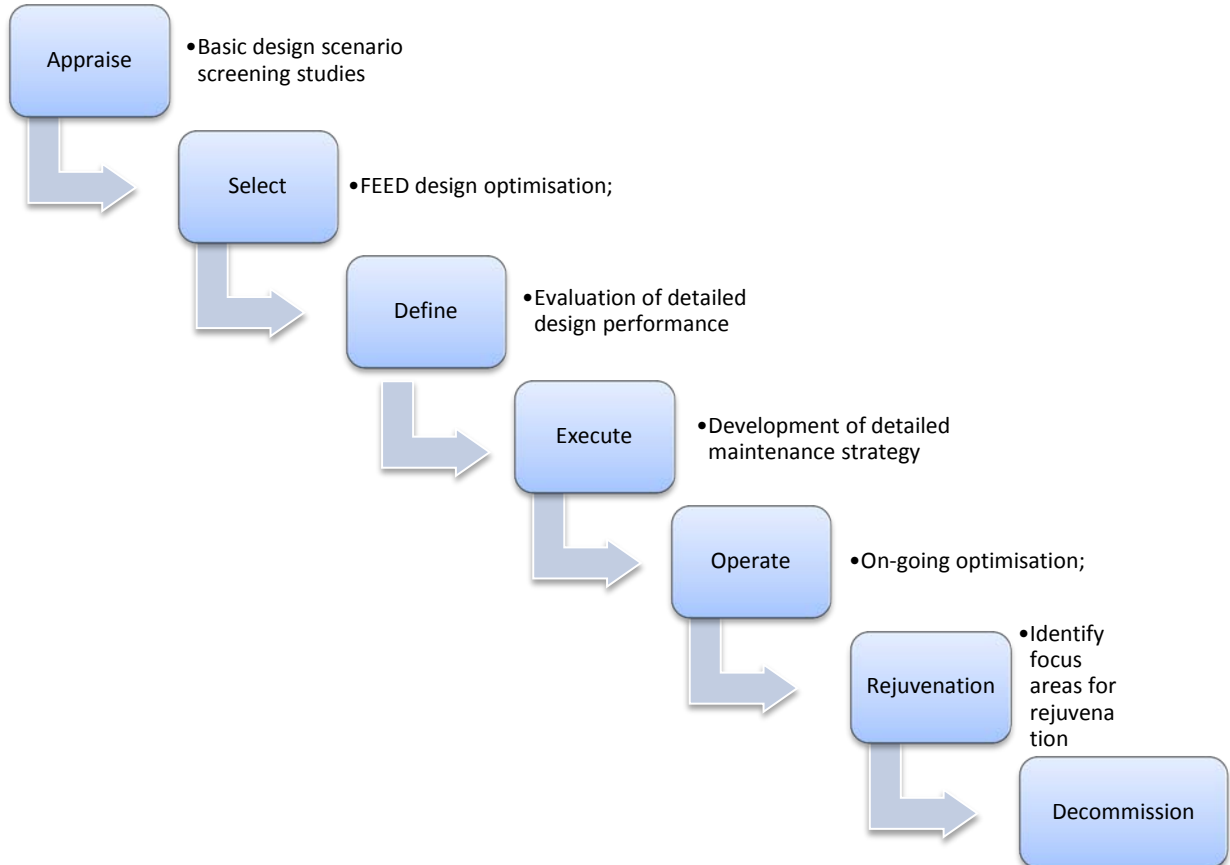 Appraise
•Basic design scenario
screening studies
Select
•FEED design optimisation;
Define
•Evaluation of detailed
design performance
Execute
•Development of detailed
maintenance strategy
Operate
•On-going optimisation;
Rejuvenation
•Identify
focus
areas for
rejuvena
tion
Decommission